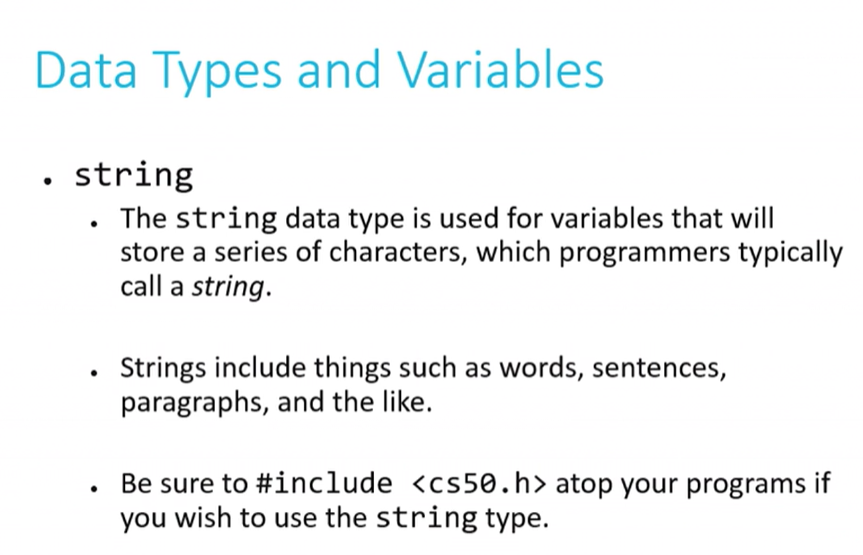 Data Types and Variables
• string
• The string data type is used for variables that will
store a series of characters, which programmers typically
call a string.
• Strings include things such as words, sentences,
paragraphs, and the like.
• Be sure to #include <cs50.h> atop your programs if
you wish to use the string type.